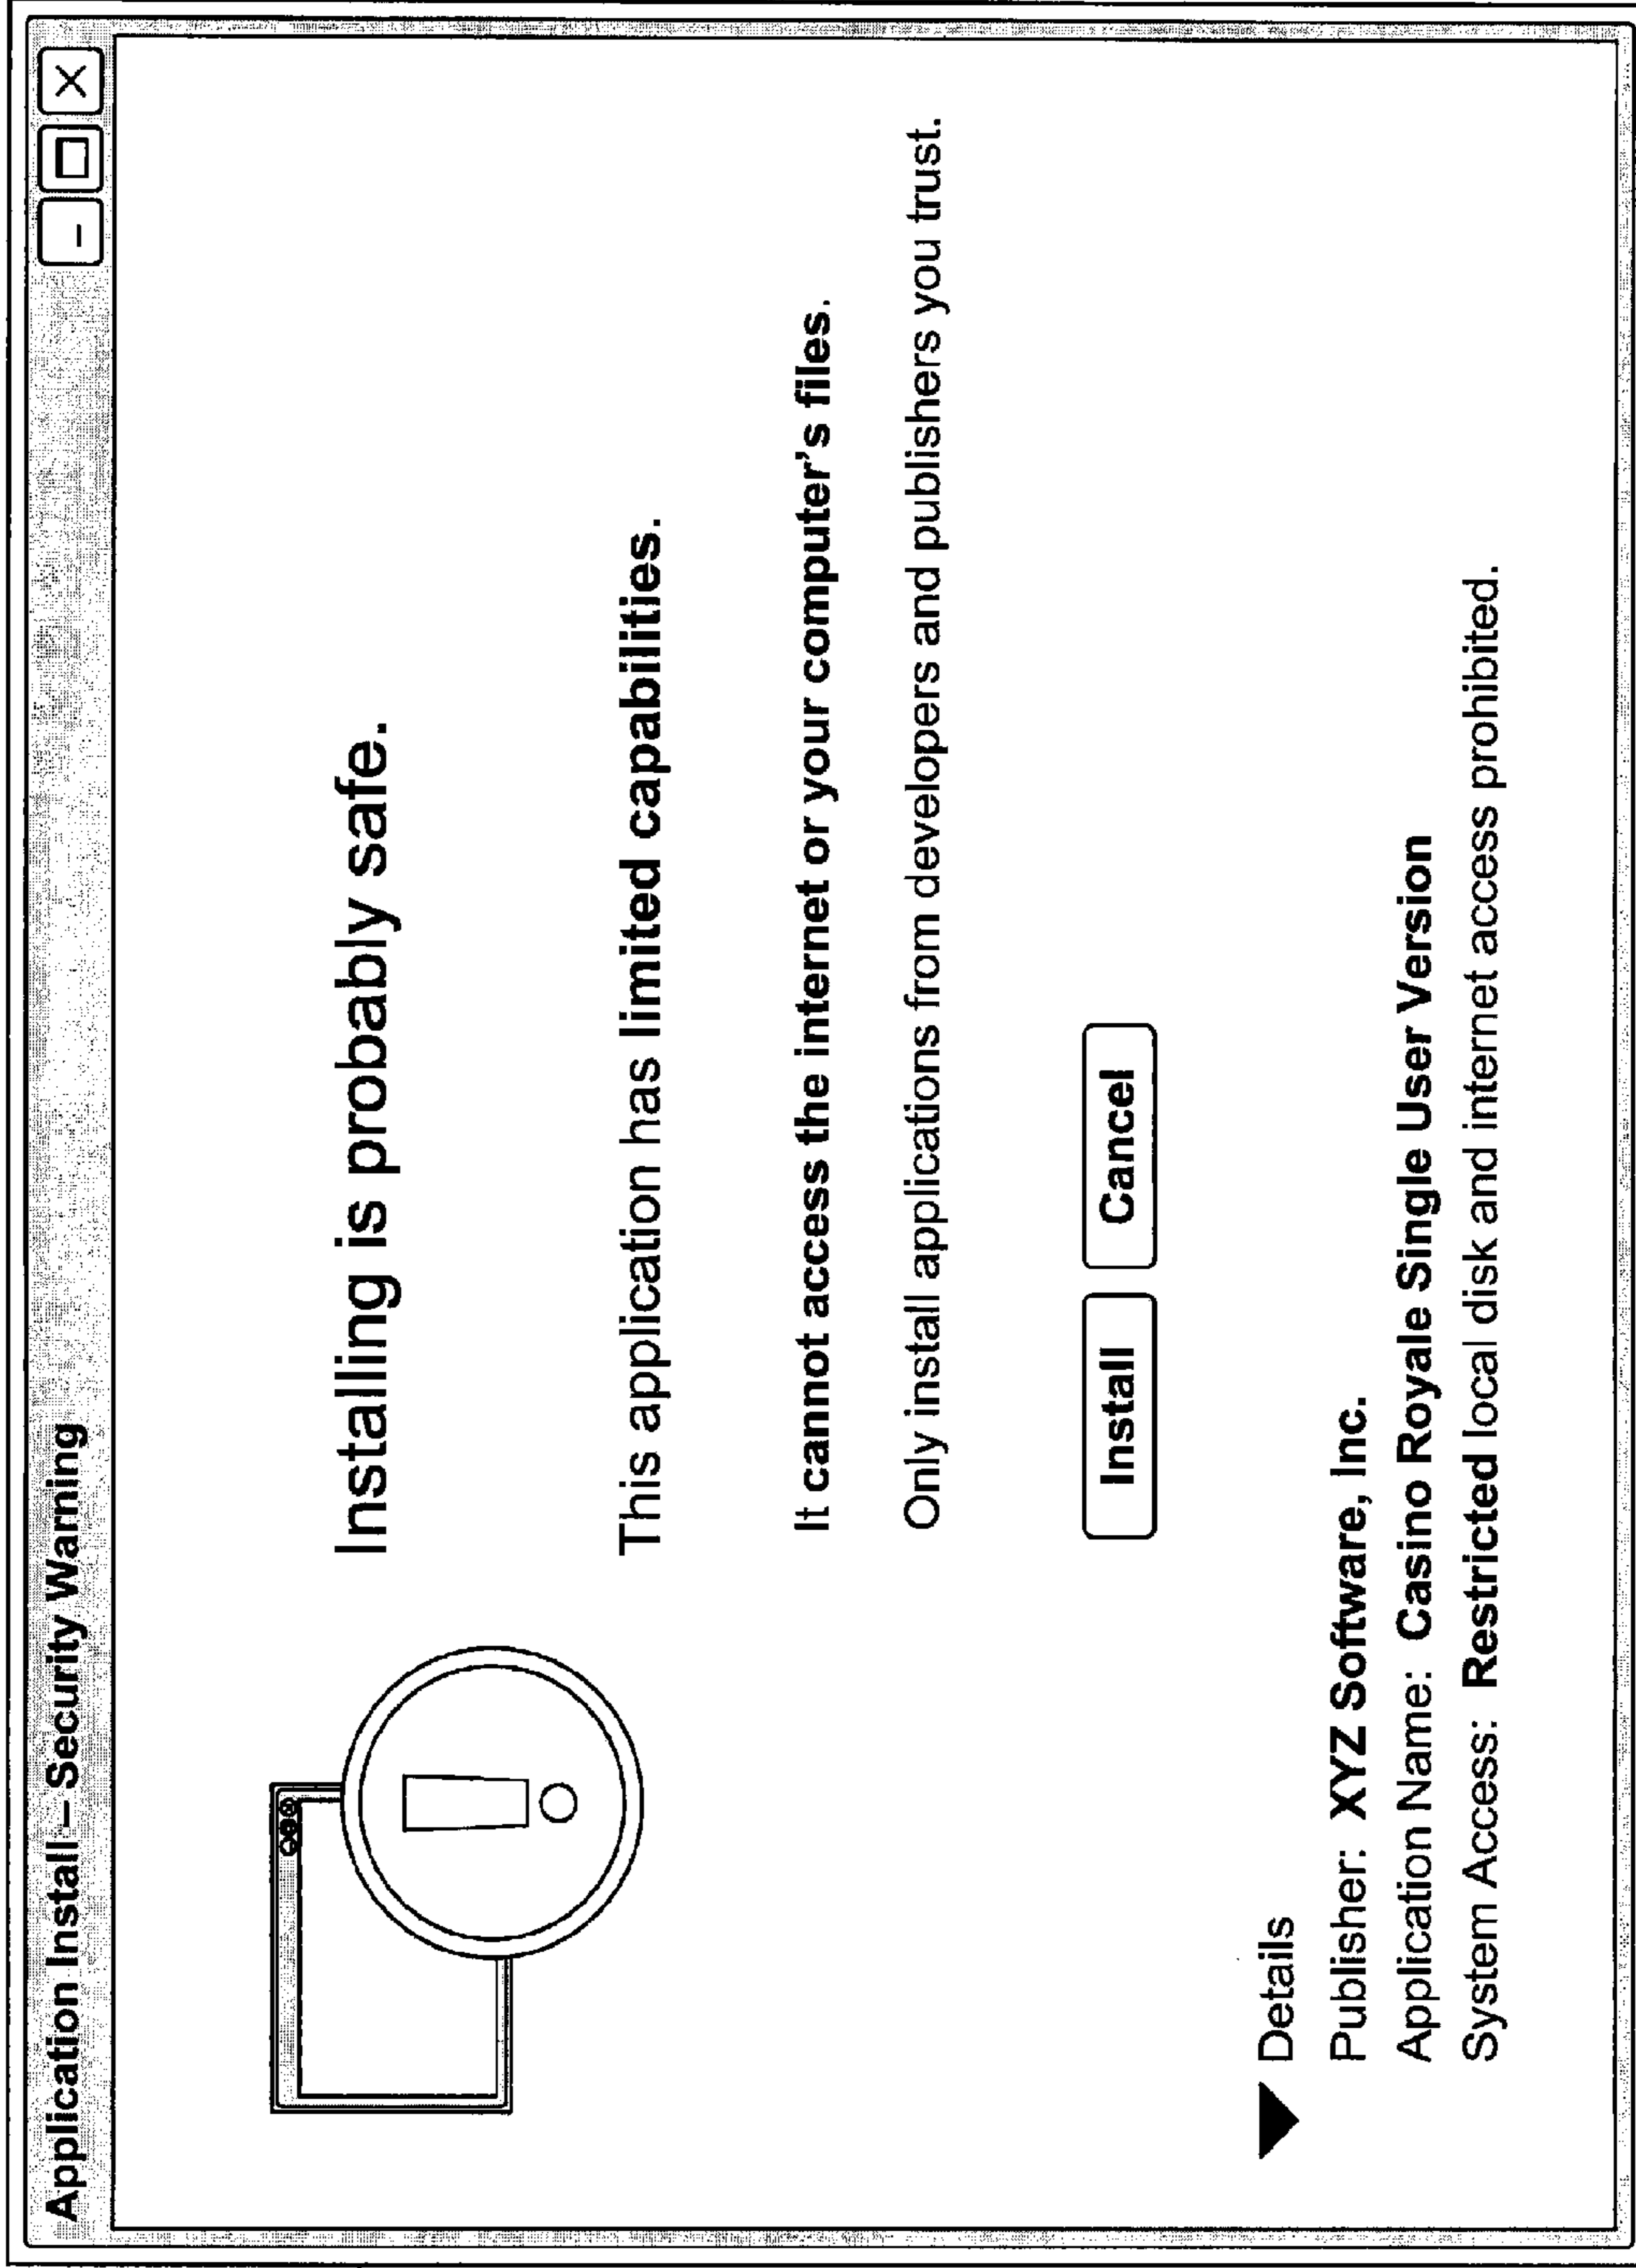 Application Install – Security Warning
Installing is probably safe.
This application has limited capabilities.
It cannot access the internet or your computer's files.
Only install applications from developers and publishers you trust.
Install Cancel
Details
Publisher: XYZ Software, Inc.
Application Name: Casino Royale Single User Version
System Access: Restricted local disk and internet access prohibited.